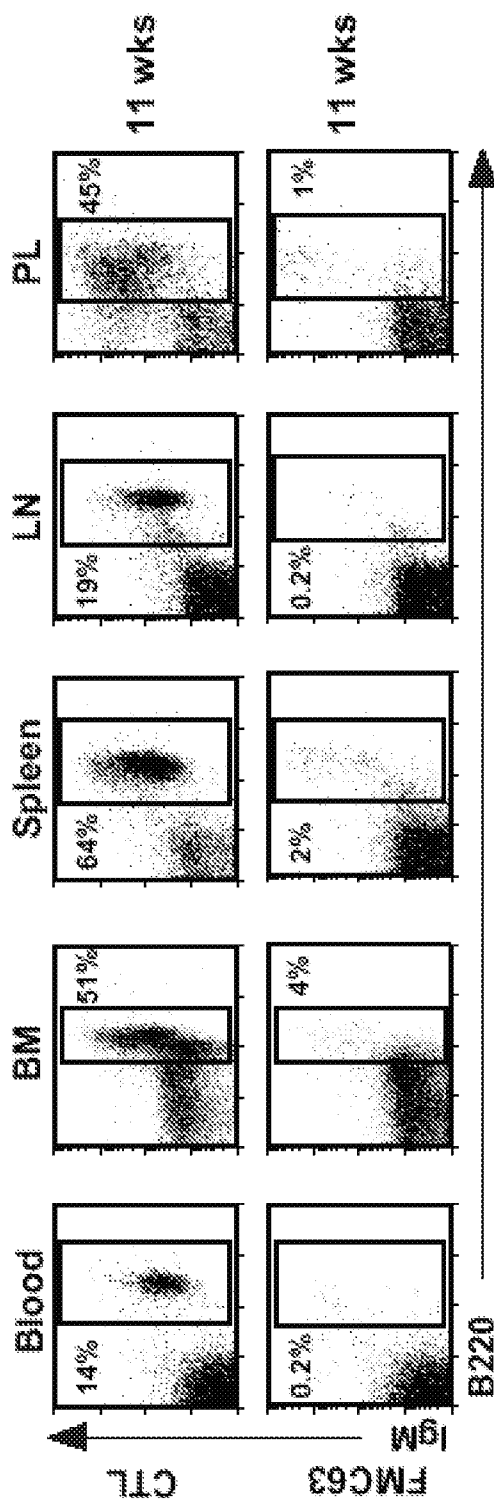 Blood BM Spleen LN PL
CTL 14% 51% 64% 19% 45% 11 wks
FMC63 0.2% 4% 2% 0.2% 1% 11 wks
IgM
B220